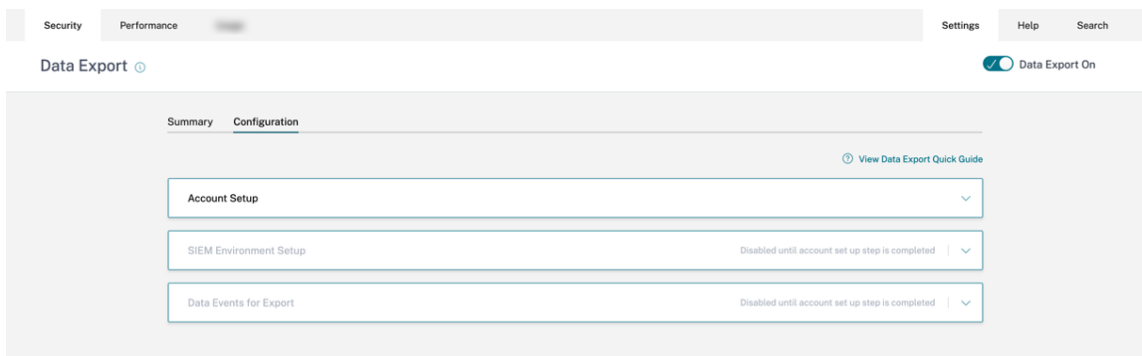 Security Performance Settings Help Search
Data Export Data Export On
Summary Configuration
View Data Export Quick Guide
Account Setup
SIEM Environment Setup Disabled until account set up step is completed
Data Events for Export Disabled until account set up step is completed